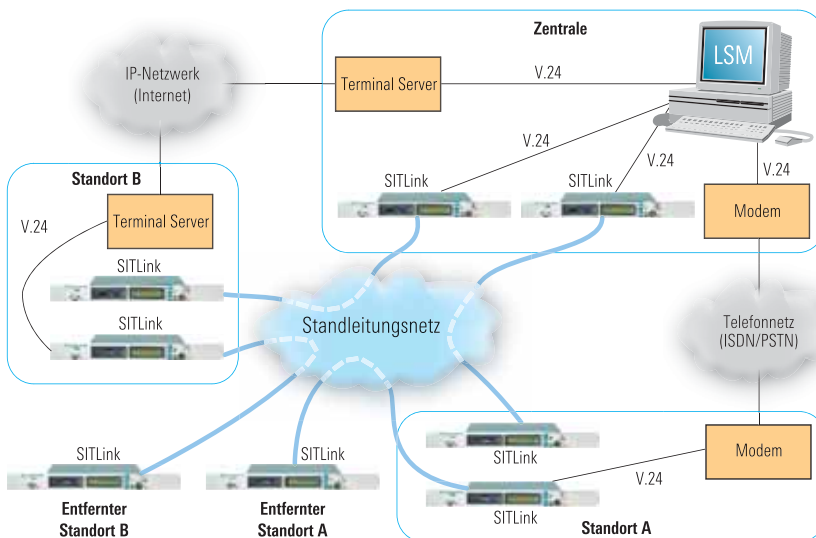 Zentrale
LSM
IP-Netzwerk
(Internet)
Terminal Server
V.24
V.24
V.24
V.24
SITLink
SITLink
Modem
Standort B
Terminal Server
V.24
SITLink
SITLink
Standleitungsnetz
Telefonnetz
(ISDN/PSTN)
SITLink
Modem
SITLink
SITLink
V.24
SITLink
Entfernter
Standort B
Entfernter
Standort A
Standort A